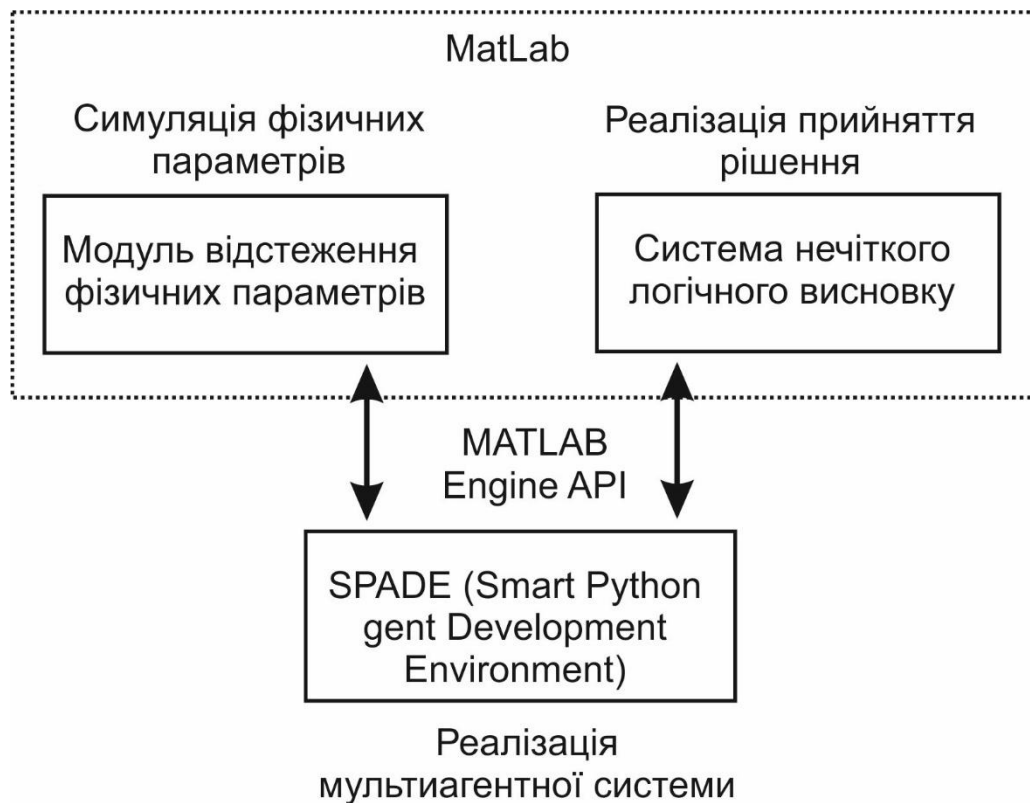 MatLab
Симуляція фізичних
параметрів
Модуль відстеження
фізичних параметрів
Реалізація прийняття
рішення
Система нечіткого
логічного висновку
MATLAB
Engine API
SPADE (Smart Python
gent Development
Environment)
Реалізація
мультиагентної системи